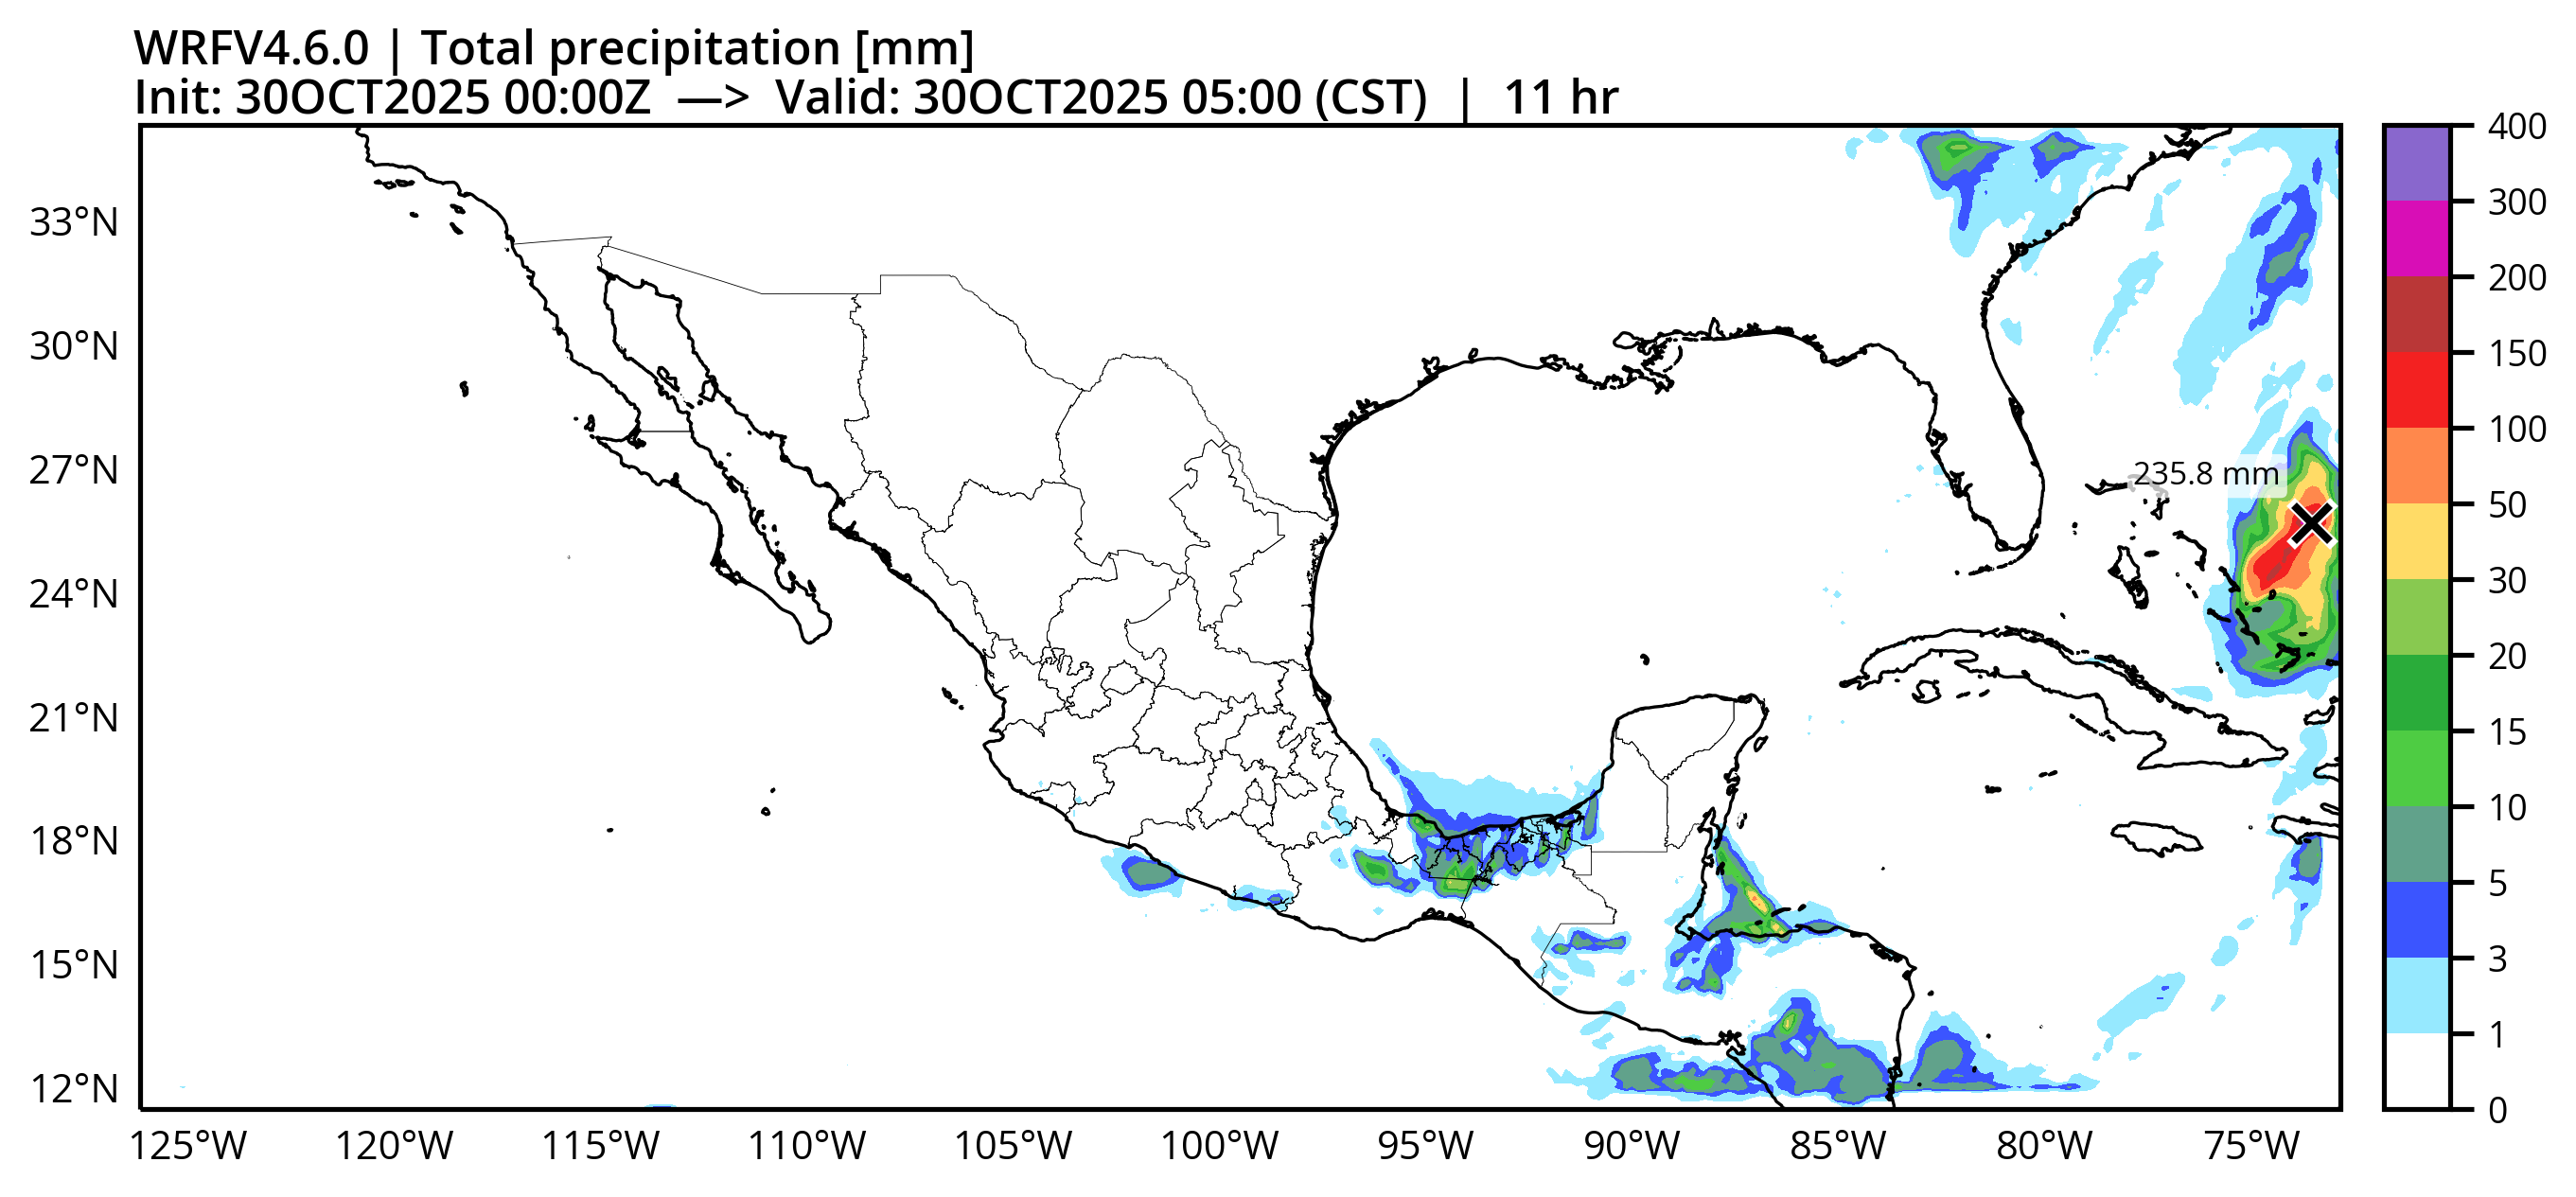 WRFV4.6.0 | Total precipitation [mm]
Init: 30OCT2025 00:00Z —> Valid: 30OCT2025 05:00 (CST) | 11 hr
33°N
30°N
27°N
24°N
21°N
18°N
15°N
12°N
125°W 120°W 115°W 110°W 105°W 100°W 95°W 90°W 85°W 80°W 75°W
235.8 mm
400
300
200
150
100
50
30
20
15
10
5
3
1
0